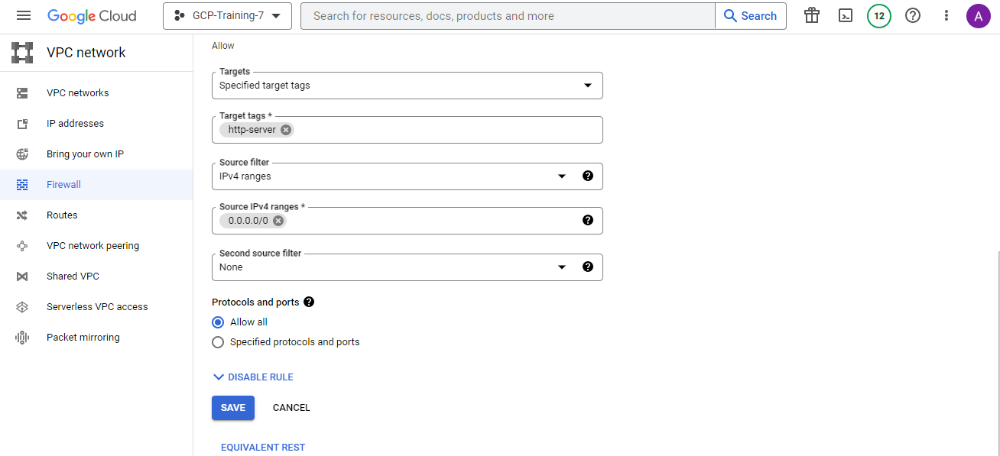 Google Cloud
GCP-Training-7
Search for resources, docs, products and more
Search
12
A
VPC network
VPC networks
IP addresses
Bring your own IP
Firewall
Routes
VPC network peering
Shared VPC
Serverless VPC access
Packet mirroring
Allow
Targets
Specified target tags
Target tags *
http-server
Source filter
IPv4 ranges
Source IPv4 ranges *
0.0.0.0/0
Second source filter
None
Protocols and ports
Allow all
Specified protocols and ports
DISABLE RULE
SAVE CANCEL
EQUIVALENT REST